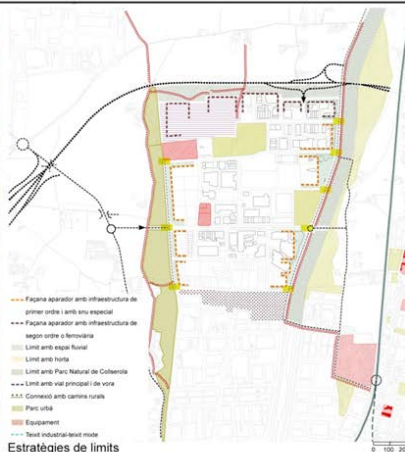 Façana aparador amb infraestructura de
primer ordre i amb snu especial
Façana aparador amb infraestructura de
segon ordre o ferroviària
Límit amb espai fluvial
Límit amb horta
Límit amb Parc Natural de Collserola
Límit amb vial principal i de vora
Connexió amb camins rurals
Parc urbà
Equipament
Teixit industrial-teixit mixte
Estratègies de límits
0 100 20